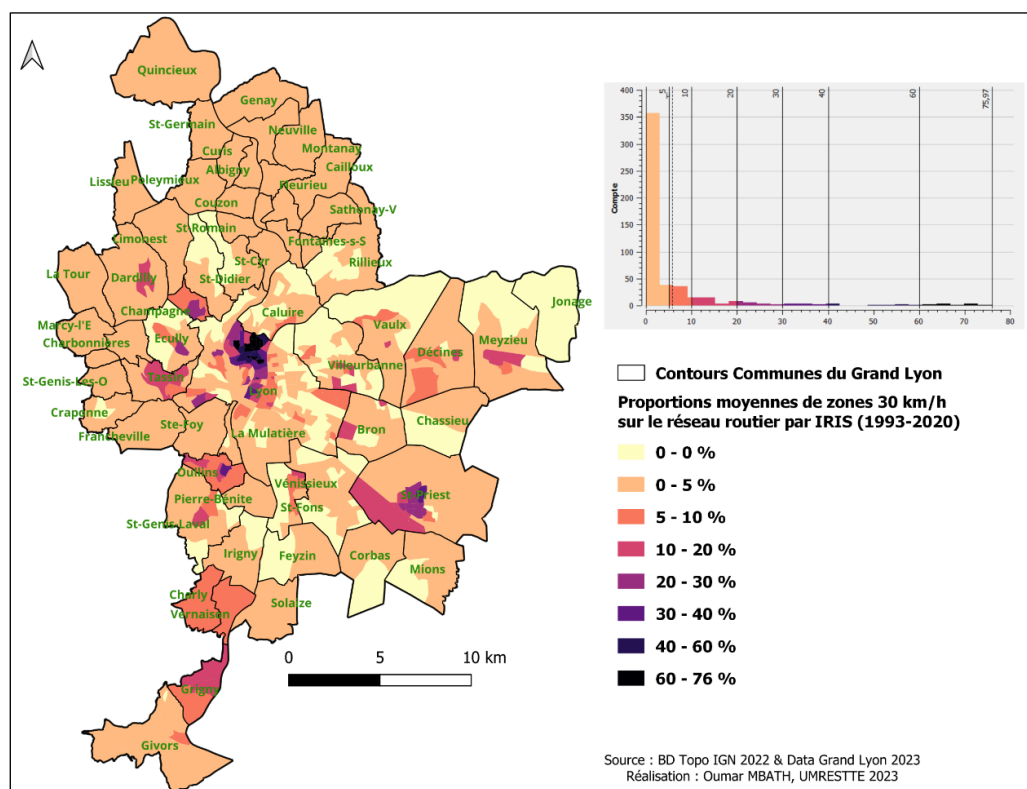 Quincieux
Genay
St-Germain
Neuville
Curis
Montanay
Albigny
Cailloux
Lissieu
Poleymieux
Fleurieu
Couzon
Sathonay-V
St-Romain
Limonest
Fontaines-s-S
St-Cyr
Rillieux
La Tour
Dardilly
St-Didier
Jonage
Champagne
Caluire
Marcy-l'E
Vaulx
Charbonnières
Ecully
Meyzieu
Décines
Villeurbanne
St-Genis-Les-O
Tassin
Lyon
Craponne
Chassieu
Ste-Foy
Francheville
La Mulatière
Bron
Oullins
Vénissieux
St-Priest
Pierre-Bénite
St-Fons
St-Genis-Laval
Irigny
Feyzin
Corbas
Mions
Charly
Solaize
Vernaison
Grigny
Givors
0 5 10 km
5 10 20 30 40 60 75,97
Compte
400
350
300
250
200
150
100
50
0
0 10 20 30 40 50 60 70 80
Contours Communes du Grand Lyon
Proportions moyennes de zones 30 km/h
sur le réseau routier par IRIS (1993-2020)
0 - 0 %
0 - 5 %
5 - 10 %
10 - 20 %
20 - 30 %
30 - 40 %
40 - 60 %
60 - 76 %
Source : BD Topo IGN 2022 & Data Grand Lyon 2023
Réalisation : Oumar MBATH, UMRESTTE 2023